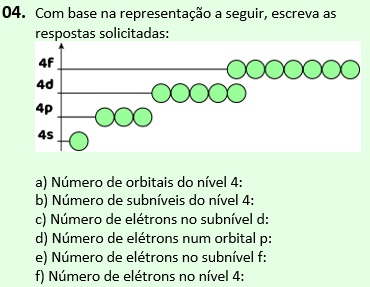 04. Com base na representação a seguir, escreva as
respostas solicitadas:
4f
4d
4p
4s
a) Número de orbitais do nível 4:
b) Número de subníveis do nível 4:
c) Número de elétrons no subnível d:
d) Número de elétrons num orbital p:
e) Número de elétrons no subnível f:
f) Número de elétrons no nível 4: